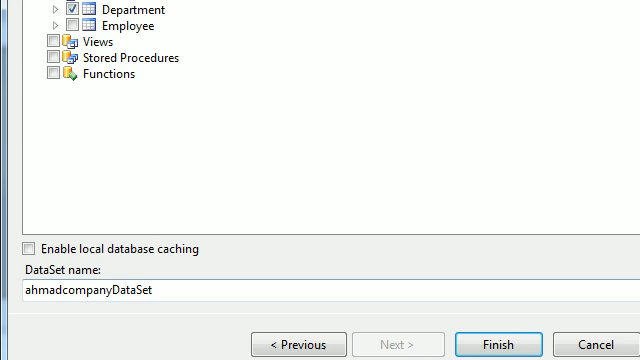 Department
Employee
Views
Stored Procedures
Functions
Enable local database caching
DataSet name:
ahmadcompanyDataSet
< Previous
Next >
Finish
Cancel